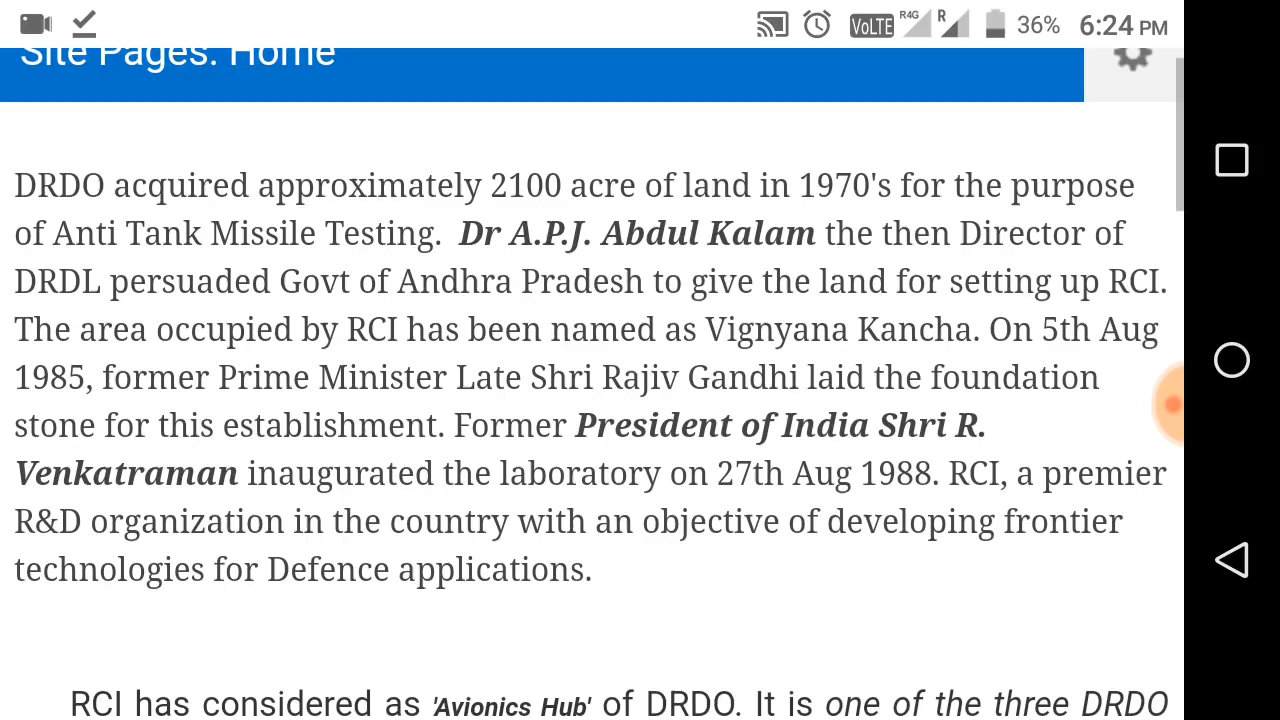 VoLTE R4G R 36% 6:24 PM
Site Pages: Home
DRDO acquired approximately 2100 acre of land in 1970's for the purpose
of Anti Tank Missile Testing. Dr A.P.J. Abdul Kalam the then Director of
DRDL persuaded Govt of Andhra Pradesh to give the land for setting up RCI.
The area occupied by RCI has been named as Vignyana Kancha. On 5th Aug
1985, former Prime Minister Late Shri Rajiv Gandhi laid the foundation
stone for this establishment. Former President of India Shri R.
Venkatraman inaugurated the laboratory on 27th Aug 1988. RCI, a premier
R&D organization in the country with an objective of developing frontier
technologies for Defence applications.
RCI has considered as 'Avionics Hub' of DRDO. It is one of the three DRDO